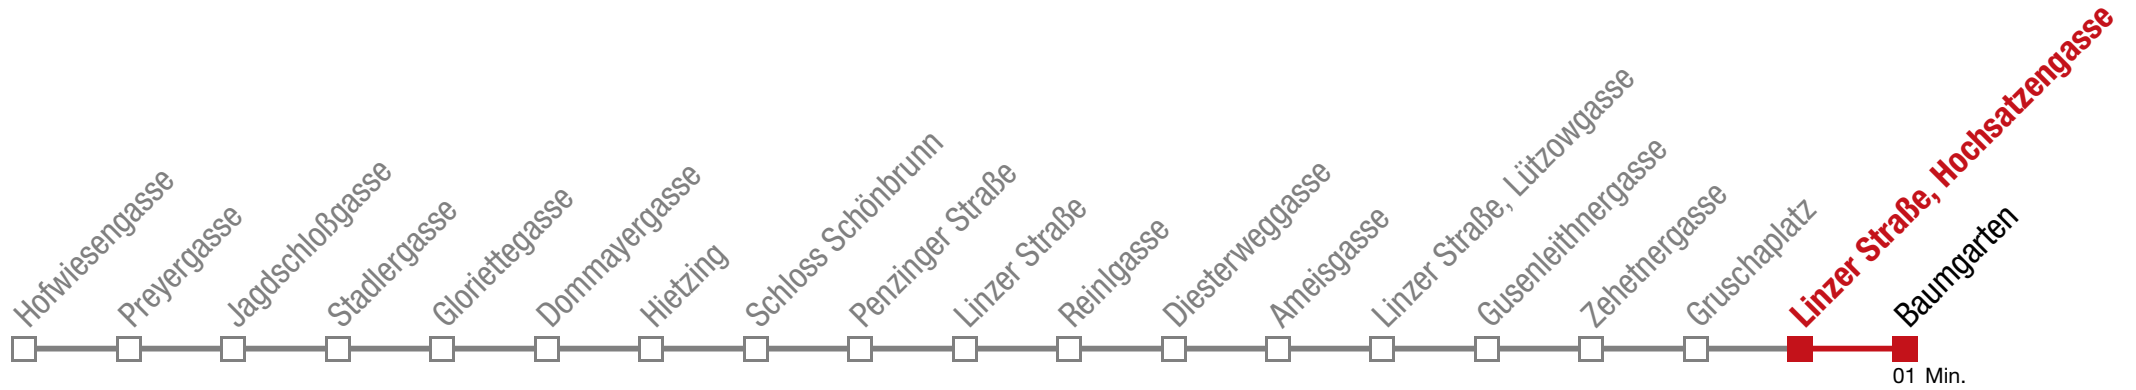 Hofwiesengasse
Preyergasse
Jagdschloßgasse
Stadlergasse
Gloriettegasse
Dommayergasse
Hietzing
Schloss Schönbrunn
Penzinger Straße
Linzer Straße
Reinlgasse
Diesterweggasse
Ameisgasse
Linzer Straße, Lützowgasse
Gusenleithnergasse
Zehetnergasse
Gruschaplatz
Linzer Straße, Hochsatzengasse
Baumgarten
01 Min.